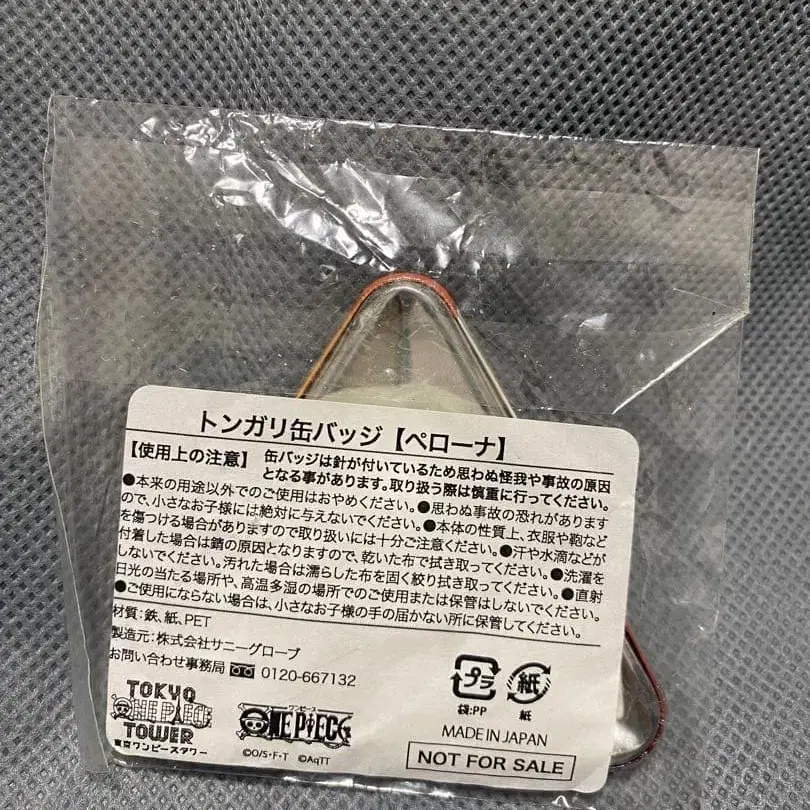 トンガリ缶バッジ【ペローナ】
【使用上の注意】 缶バッジは針が付いているため思わぬ怪我や事故の原因
となる事があります。取り扱う際は慎重に行ってください。
●本来の用途以外でのご使用はおやめください。●思わぬ事故の恐れがあります
ので、小さなお子様には絶対に与えないでください。●本体の性質上、衣服や鞄など
を傷つける場合がありますので取り扱いには十分ご注意ください。●汗や水滴などが
付着した場合は錆の原因となりますので、乾いた布で拭き取ってください。●洗濯を
しないでください。汚れた場合は濡らした布を固く絞り拭き取ってください。●直射
日光の当たる場所や、高温多湿の場所でのご使用または保管はしないでください。
●ご使用にならない場合は、小さなお子様の手の届かない所に保管してください。
材質:鉄、紙、PET
製造元:株式会社サニーグローブ
お問い合わせ事務局 0120-667132
TOKYO
ONE PIECE
TOWER
東京ワンピースタワー
ワンピース
ONE PIECE
©O/S・F・T ©AqTT
プラ
袋:PP
紙
紙
MADE IN JAPAN
NOT FOR SALE